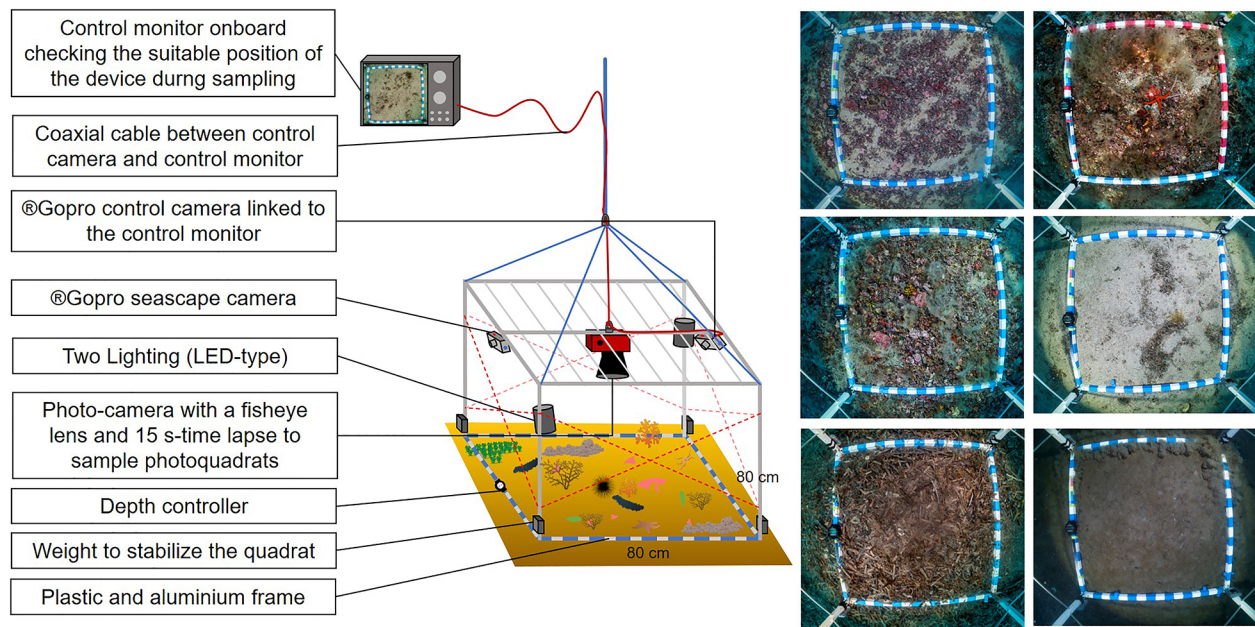 Control monitor onboard
checking the suitable position of
the device durng sampling
Coaxial cable between control
camera and control monitor
®Gopro control camera linked to
the control monitor
®Gopro seascape camera
Two Lighting (LED-type)
Photo-camera with a fisheye
lens and 15 s-time lapse to
sample photoquadrats
Depth controller
Weight to stabilize the quadrat
Plastic and aluminium frame
80 cm
80 cm